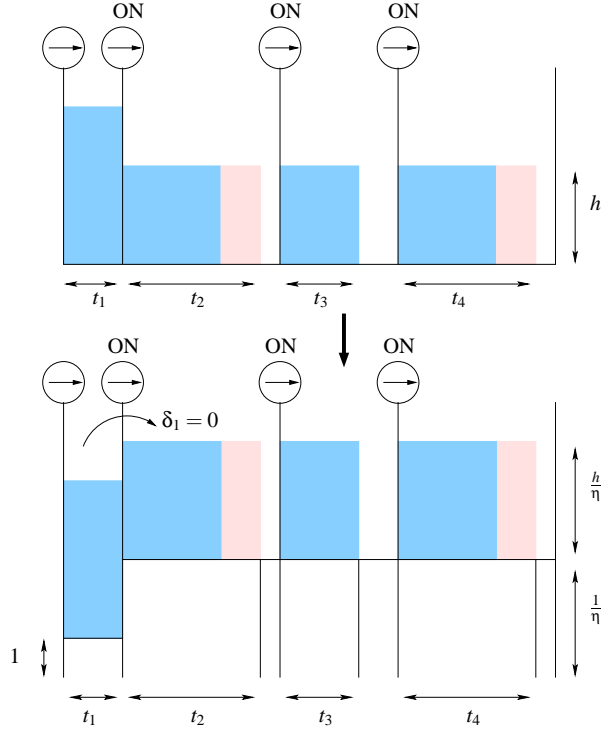 ON ON ON
h
t₁ t₂ t₃ t₄
ON ON ON
δ₁ = 0
h/η
1/η
1
t₁ t₂ t₃ t₄